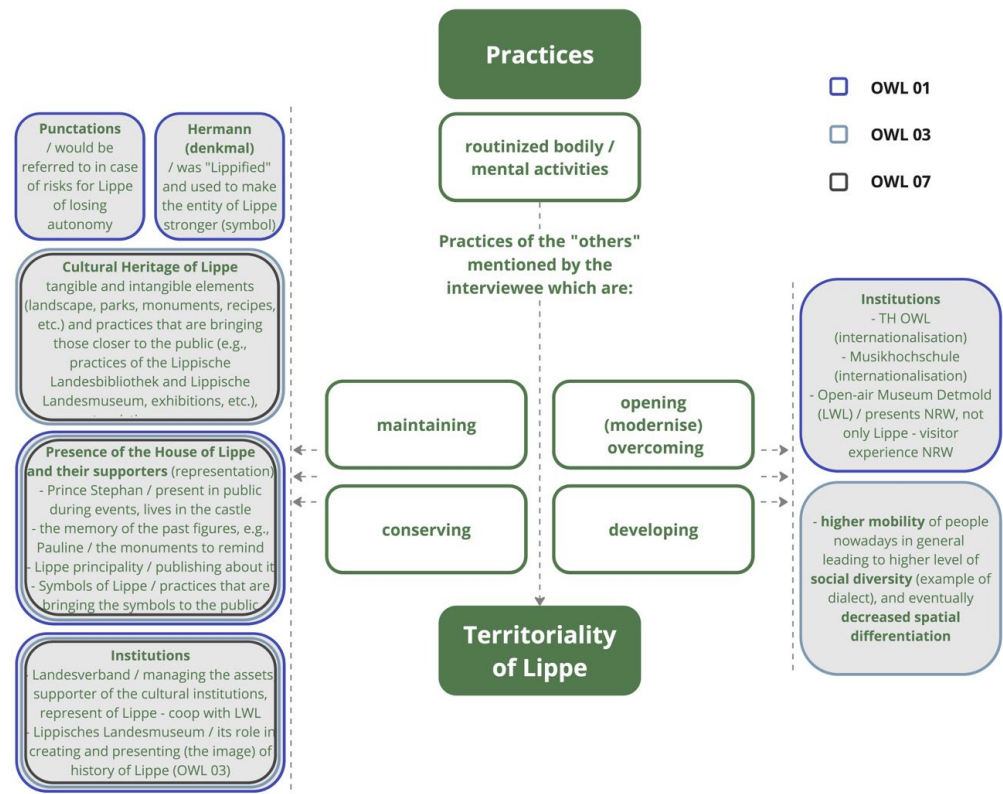 Practices
routinized bodily /
mental activities
Practices of the "others"
mentioned by the
interviewee which are:
OWL 01
OWL 03
OWL 07
Punctations
/ would be
referred to in case
of risks for Lippe
of losing
autonomy
Hermann
(denkmal)
/ was "Lippified"
and used to make
the entity of Lippe
stronger (symbol)
Cultural Heritage of Lippe
tangible and intangible elements
(landscape, parks, monuments, recipes,
etc.) and practices that are bringing
those closer to the public (e.g.,
practices of the Lippische
Landesbibliothek and Lippische
Landesmuseum, exhibitions, etc.),
Presence of the House of Lippe
and their supporters (representation)
- Prince Stephan / present in public
during events, lives in the castle
- the memory of the past figures, e.g.,
Pauline / the monuments to remind
- Lippe principality / publishing about it
- Symbols of Lippe / practices that are
bringing the symbols to the public
Institutions
- Landesverband / managing the assets
supporter of the cultural institutions,
represent of Lippe - coop with LWL
- Lippisches Landesmuseum / its role in
creating and presenting (the image) of
history of Lippe (OWL 03)
maintaining
opening
(modernise)
overcoming
conserving
developing
Territoriality
of Lippe
Institutions
- TH OWL
(internationalisation)
- Musikhochschule
(internationalisation)
- Open-air Museum Detmold
(LWL) / presents NRW, not
only Lippe - visitor
experience NRW
- higher mobility of people
nowadays in general
leading to higher level of
social diversity (example of
dialect), and eventually
decreased spatial
differentiation